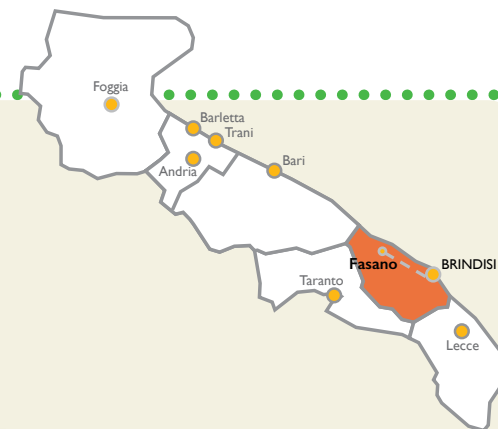 Foggia
Barletta
Trani
Andria
Bari
Fasano
BRINDISI
Taranto
Lecce